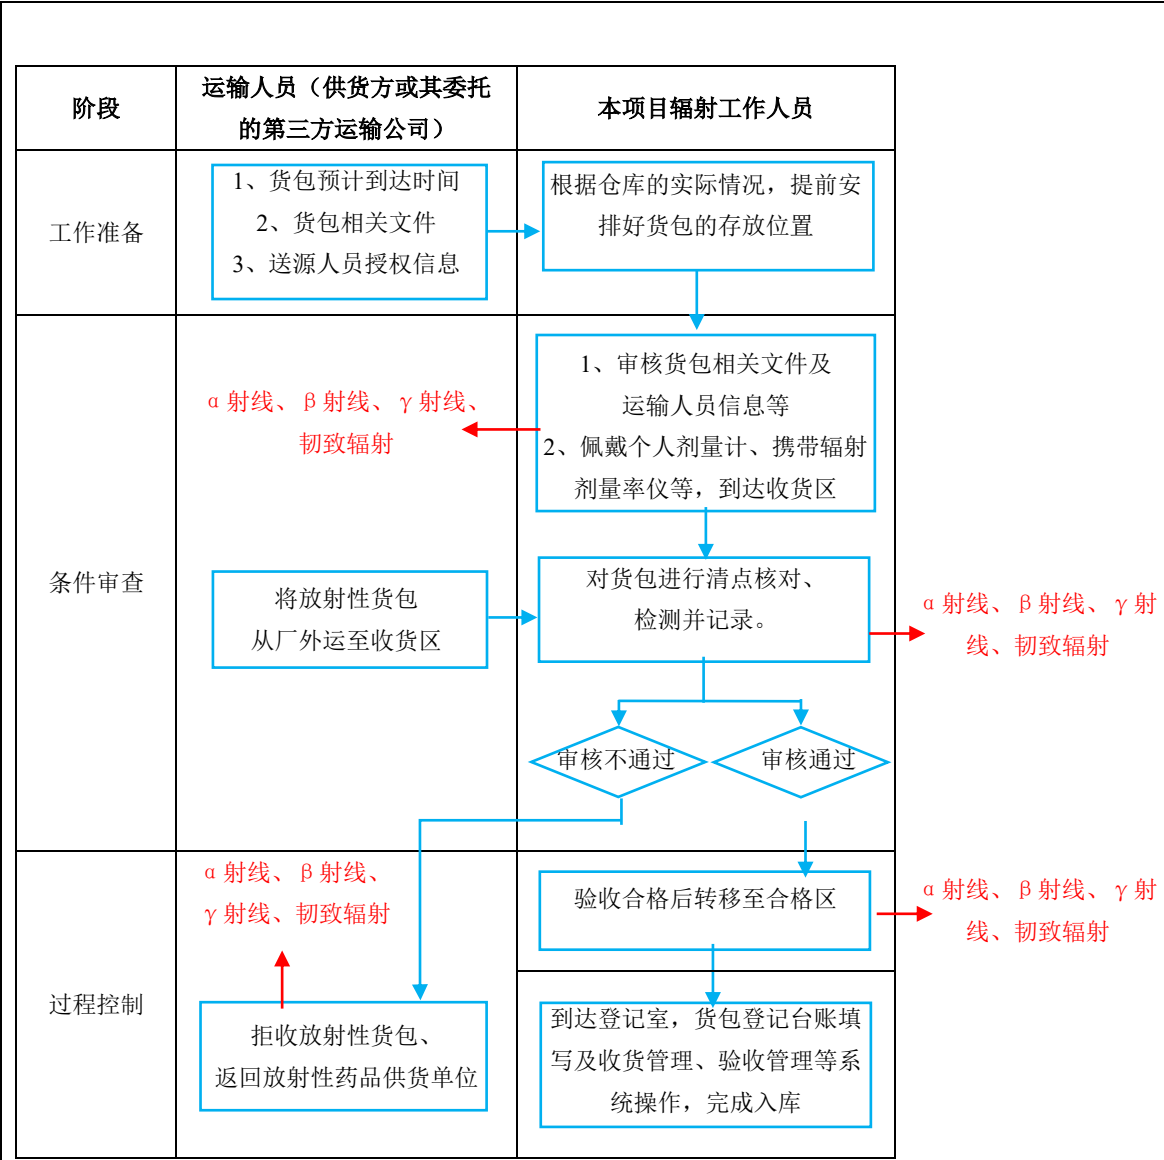 阶段
运输人员（供货方或其委托
的第三方运输公司）
本项目辐射工作人员
工作准备
1、货包预计到达时间
2、货包相关文件
3、送源人员授权信息
根据仓库的实际情况，提前安
排好货包的存放位置
条件审查
α射线、β射线、γ射线、
韧致辐射
1、审核货包相关文件及
运输人员信息等
2、佩戴个人剂量计、携带辐射
剂量率仪等，到达收货区
将放射性货包
从厂外运至收货区
对货包进行清点核对、
检测并记录。
α射线、β射线、γ射
线、韧致辐射
审核不通过
审核通过
过程控制
α射线、β射线、
γ射线、韧致辐射
验收合格后转移至合格区
α射线、β射线、γ射
线、韧致辐射
拒收放射性货包、
返回放射性药品供货单位
到达登记室，货包登记台账填
写及收货管理、验收管理等系
统操作，完成入库